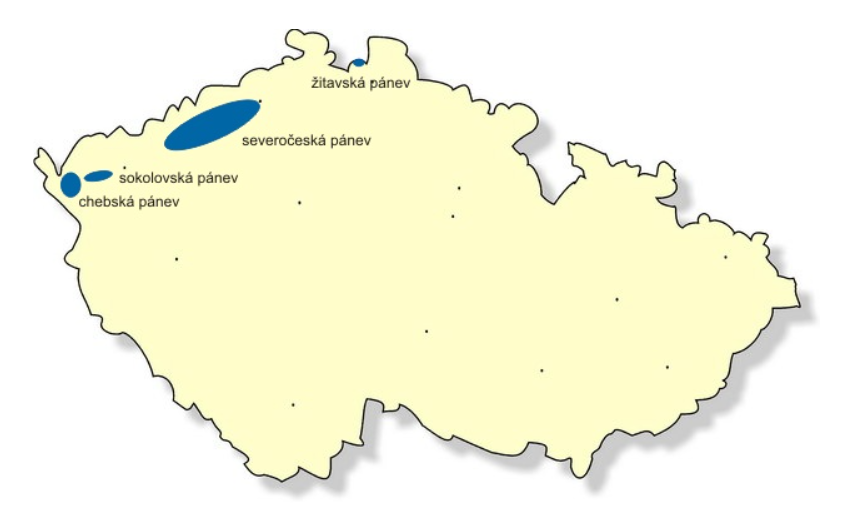 žitavská pánev
severočeská pánev
sokolovská pánev
chebská pánev